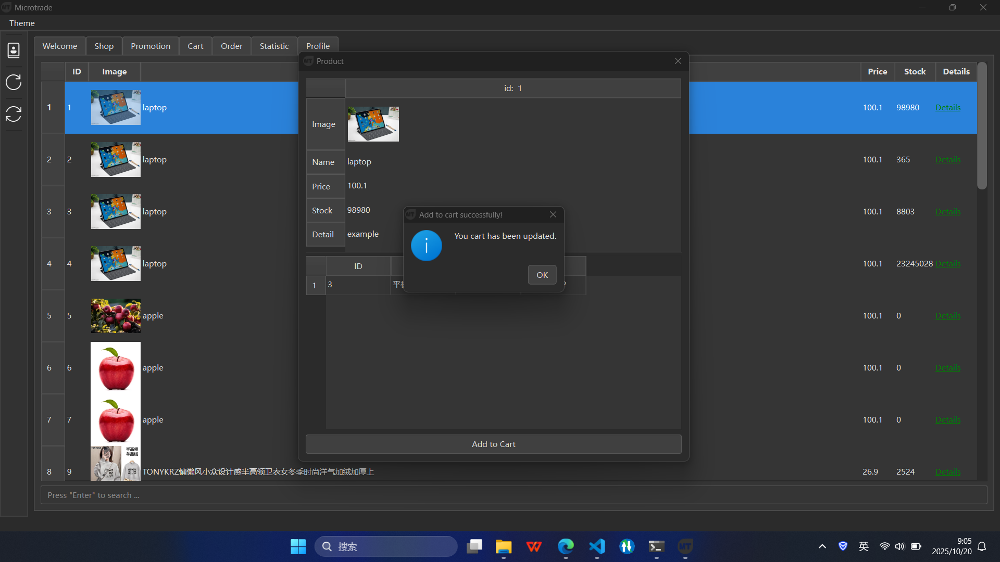 Microtrade
Theme
Welcome Shop Promotion Cart Order Statistic Profile
ID Image Price Stock Details
1 1 laptop 100.1 98980 Details
2 2 laptop 100.1 365 Details
3 3 laptop 100.1 8803 Details
4 4 laptop 100.1 23245028 Details
5 5 apple 100.1 0 Details
6 6 apple 100.1 0 Details
7 7 apple 100.1 0 Details
半高领
羊羔绒
8 9 TONYKRZ慵懒风小众设计感半高领卫衣女冬季时尚洋气加绒加厚上 26.9 2524 Details
Press "Enter" to search ...
Product
id: 1
Image
Name laptop
Price 100.1
Stock 98980
Detail example
ID
1 3 2
Add to Cart
Add to cart successfully!
You cart has been updated.
OK
搜索
英
9:05
2025/10/20